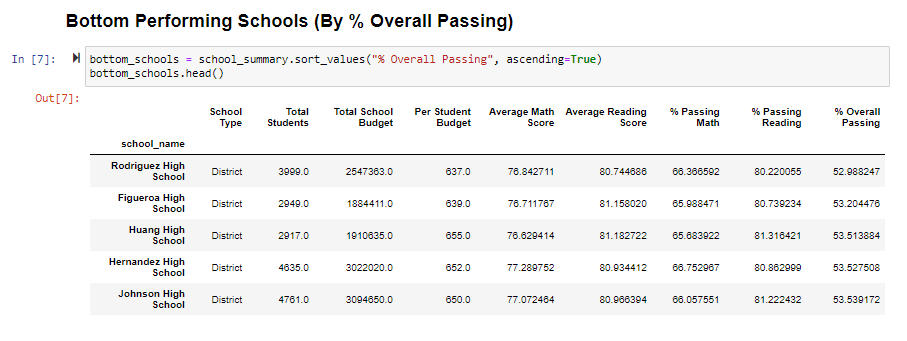 Bottom Performing Schools (By % Overall Passing)
In [7]: bottom_schools = school_summary.sort_values("% Overall Passing", ascending=True)
bottom_schools.head()
Out[7]:
School Type Total Students Total School Budget Per Student Budget Average Math Score Average Reading Score % Passing Math % Passing Reading % Overall Passing
school_name
Rodriguez High School District 3999.0 2547363.0 637.0 76.842711 80.744686 66.366592 80.220055 52.988247
Figueroa High School District 2949.0 1884411.0 639.0 76.711767 81.158020 65.988471 80.739234 53.204476
Huang High School District 2917.0 1910635.0 655.0 76.629414 81.182722 65.683922 81.316421 53.513884
Hernandez High School District 4635.0 3022020.0 652.0 77.289752 80.934412 66.752967 80.862999 53.527508
Johnson High School District 4761.0 3094650.0 650.0 77.072464 80.966394 66.057551 81.222432 53.539172